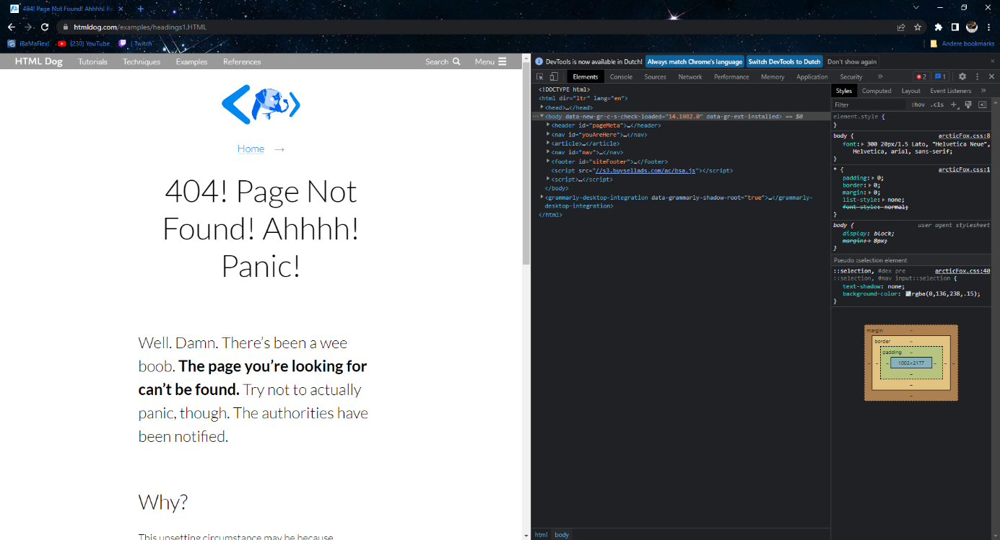 404! Page Not Found! Ahhhh! Pa
htmldog.com/examples/headings1.HTML
iBaMaFlex!
(230) YouTube
( Twitch
Andere bookmarks
HTML Dog
Tutorials
Techniques
Examples
References
Search
Menu
Home →
404! Page Not
Found! Ahhhh!
Panic!
Well. Damn. There’s been a wee
boob. The page you’re looking for
can’t be found. Try not to actually
panic, though. The authorities have
been notified.
Why?
This upsetting circumstance may be because
DevTools is now available in Dutch!
Always match Chrome's language
Switch DevTools to Dutch
Don't show again
Elements
Console
Sources
Network
Performance
Memory
Application
Security
»
2
1
<!DOCTYPE html>
<html dir="ltr" lang="en">
<head>…</head>
<body data-new-gr-c-s-check-loaded="14.1082.0" data-gr-ext-installed> == $0
<header id="pageMeta">…</header>
<nav id="youAreHere">…</nav>
<article>…</article>
<nav id="nav">…</nav>
<footer id="siteFooter">…</footer>
<script src="//s3.buysellads.com/ac/bsa.js"></script>
<script>…</script>
</body>
<grammarly-desktop-integration data-grammarly-shadow-root="true">…</grammarly-
desktop-integration>
</html>
html
body
Styles
Computed
Layout
Event Listeners
»
Filter
:hov
.cls
element.style {
}
body {
arcticFox.css:8
font: 300 20px/1.5 Lato, "Helvetica Neue",
Helvetica, arial, sans-serif;
}
* {
arcticFox.css:1
padding: 0;
border: 0;
margin: 0;
list-style: none;
font-style: normal;
}
body {
user agent stylesheet
display: block;
margin: 8px;
}
Pseudo ::selection element
::selection, #dex pre
arcticFox.css:40
::selection, #nav input::selection {
text-shadow: none;
background-color: rgba(0,136,238,.15);
}
margin
border
padding
1002×2177